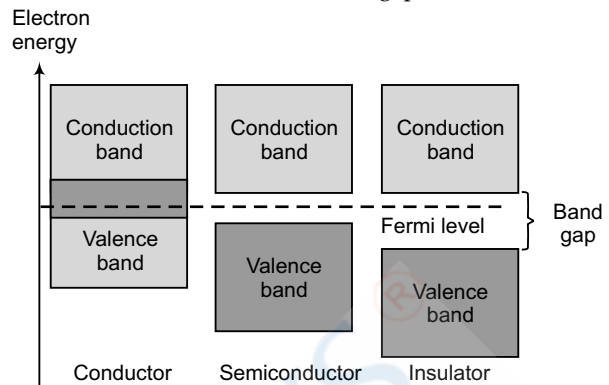 Electron
energy
Conduction
band
Conduction
band
Conduction
band
Valence
band
Fermi level
Band
gap
Valence
band
Valence
band
Conductor
Semiconductor
Insulator
®